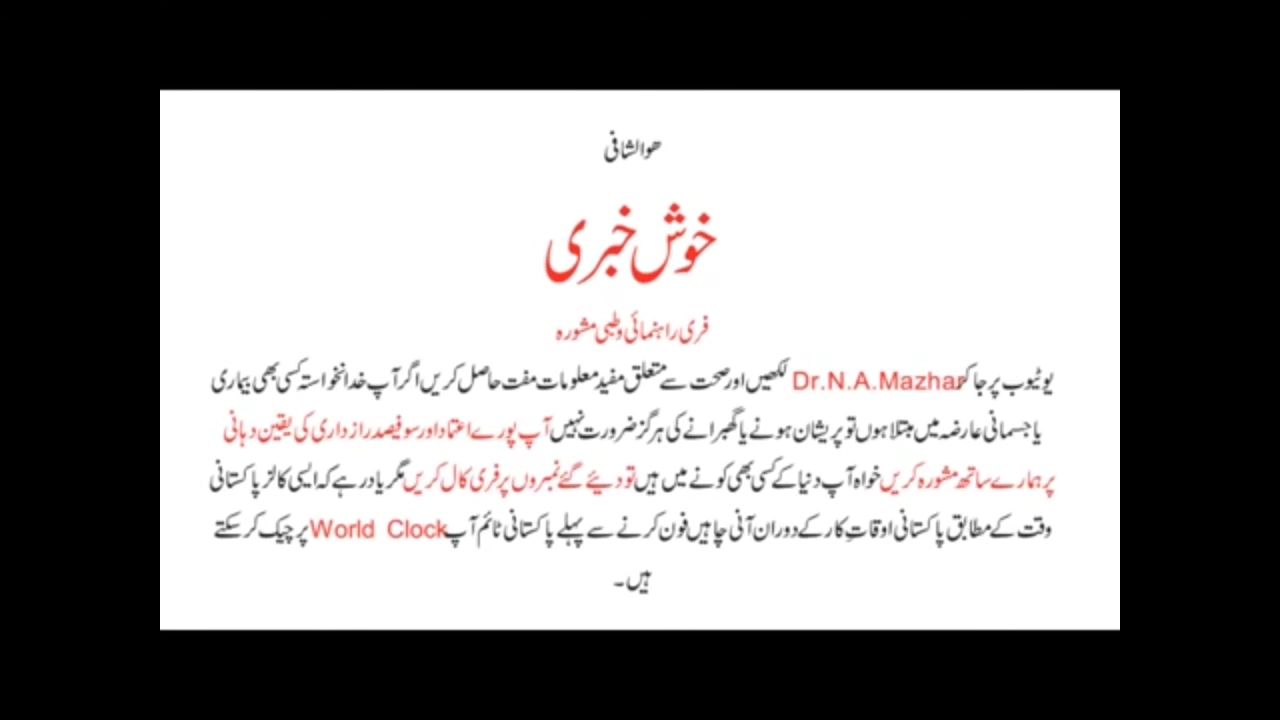 ھوالشافی
خوش خبری
فری راہنمائی و طبی مشورہ
یوٹیوب پر جا کر Dr.N.A.Mazhar لکھیں اور صحت سے متعلق مفید معلومات مفت حاصل کریں اگر آپ خدانخواستہ کسی بھی بیماری
یا جسمانی عارضہ میں مبتلا ہوں تو پریشان ہونے یا گھبرانے کی ہرگز ضرورت نہیں آپ پورے اعتماد اور سو فیصد رازداری کی یقین دہانی
پر ہمارے ساتھ مشورہ کریں خواہ آپ دنیا کے کسی بھی کونے میں ہیں تو دیئے گئے نمبروں پر فری کال کریں مگر یاد رہے کہ ایسی کالز پاکستانی
وقت کے مطابق پاکستانی اوقاتِ کار کے دوران آنی چاہیں فون کرنے سے پہلے پاکستانی ٹائم آپ World Clock پر چیک کر سکتے
ہیں۔